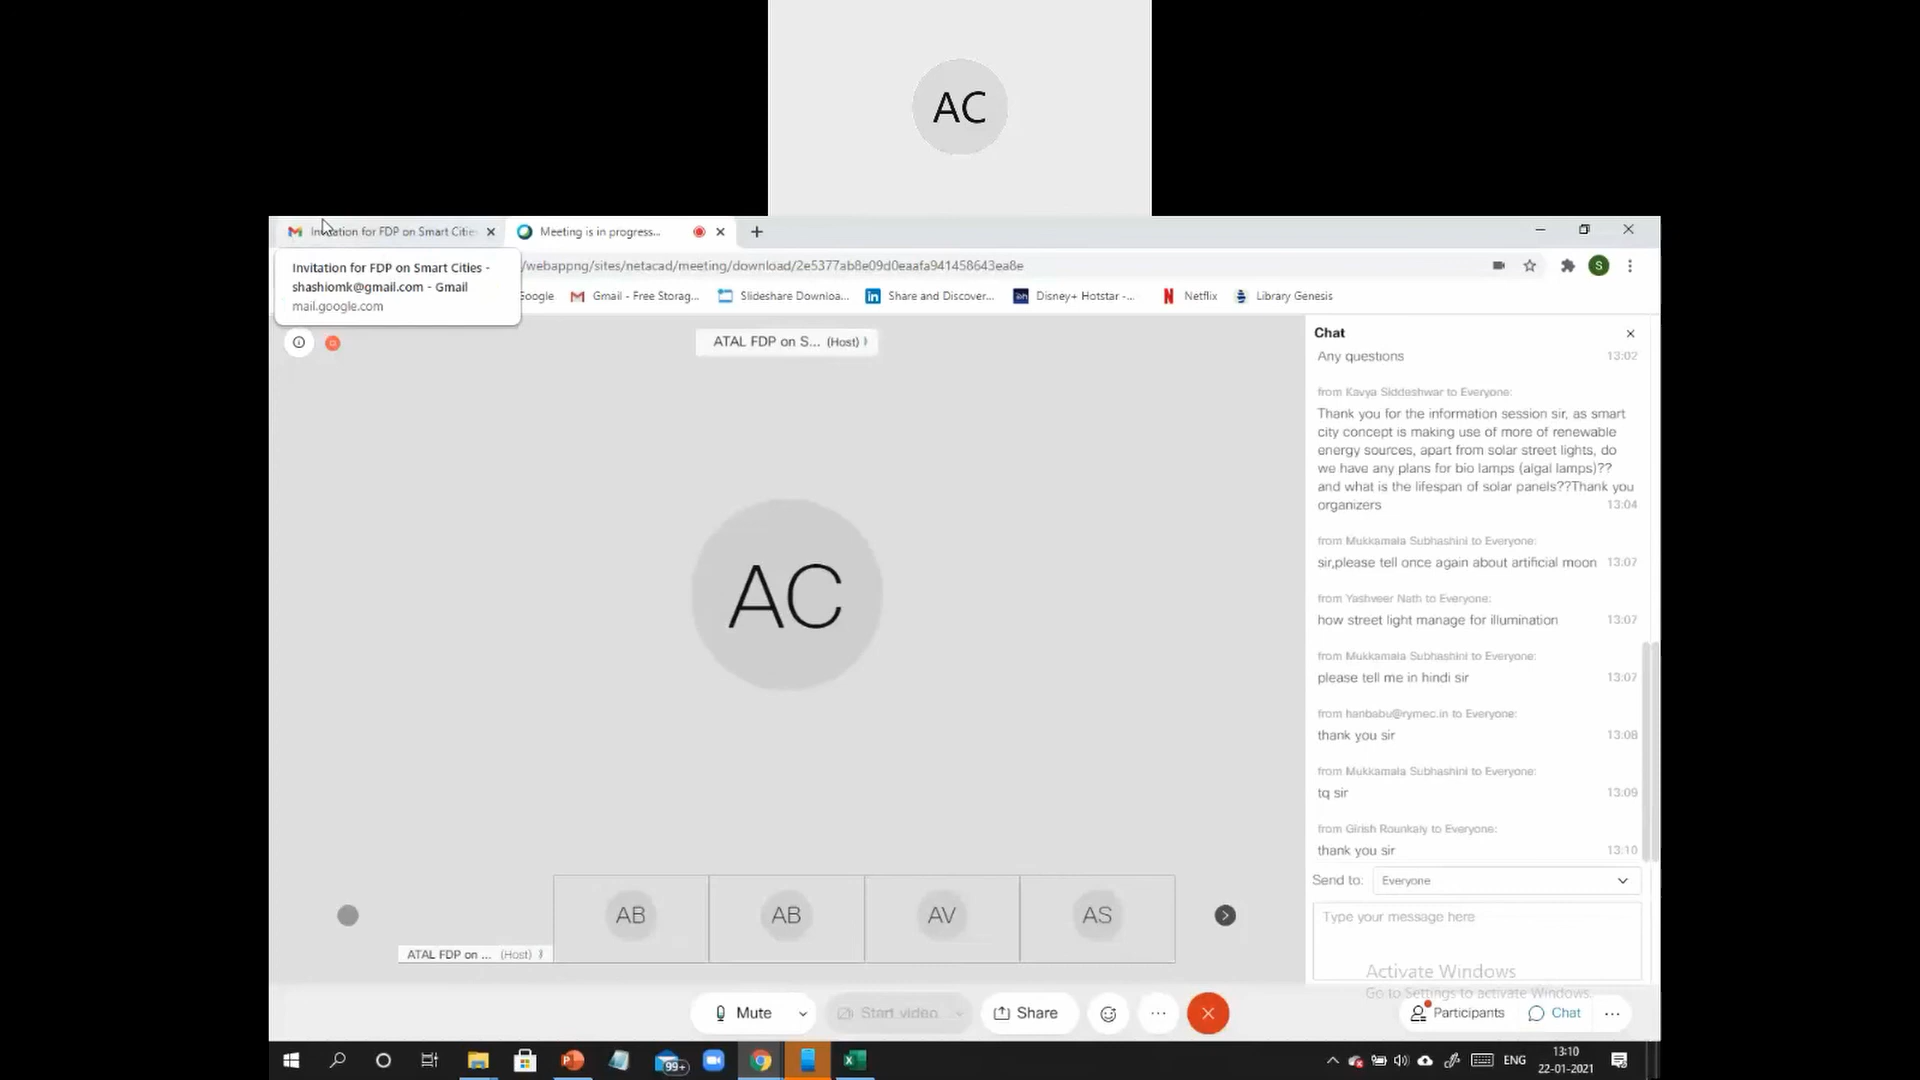 AC
Invitation for FDP on Smart Citie
Meeting is in progress...
Invitation for FDP on Smart Cities -
shashiomk@gmail.com - Gmail
mail.google.com
/webappng/sites/netacad/meeting/download/2e5377ab8e09d0eaafa941458643ea8e
S
Google
Gmail - Free Storag...
Slideshare Downloa...
Share and Discover...
Disney+ Hotstar -...
Netflix
Library Genesis
ATAL FDP on S... (Host)
Chat
Any questions 13:02
from Kavya Siddeshwar to Everyone:
Thank you for the information session sir, as smart
city concept is making use of more of renewable
energy sources, apart from solar street lights, do
we have any plans for bio lamps (algal lamps)??
and what is the lifespan of solar panels??Thank you
organizers 13:04
from Mukkamala Subhashini to Everyone:
sir,please tell once again about artificial moon 13:07
from Yashveer Nath to Everyone:
how street light manage for illumination 13:07
from Mukkamala Subhashini to Everyone:
please tell me in hindi sir 13:07
from hanbabu@rymec.in to Everyone:
thank you sir 13:08
from Mukkamala Subhashini to Everyone:
tq sir 13:09
from Girish Rounkaly to Everyone:
thank you sir 13:10
Send to: Everyone
Type your message here
AC
AB
AB
AV
AS
ATAL FDP on ... (Host)
Activate Windows
Go to Settings to activate Windows.
Mute
Start video
Share
Participants
Chat
99+
ENG
13:10
22-01-2021